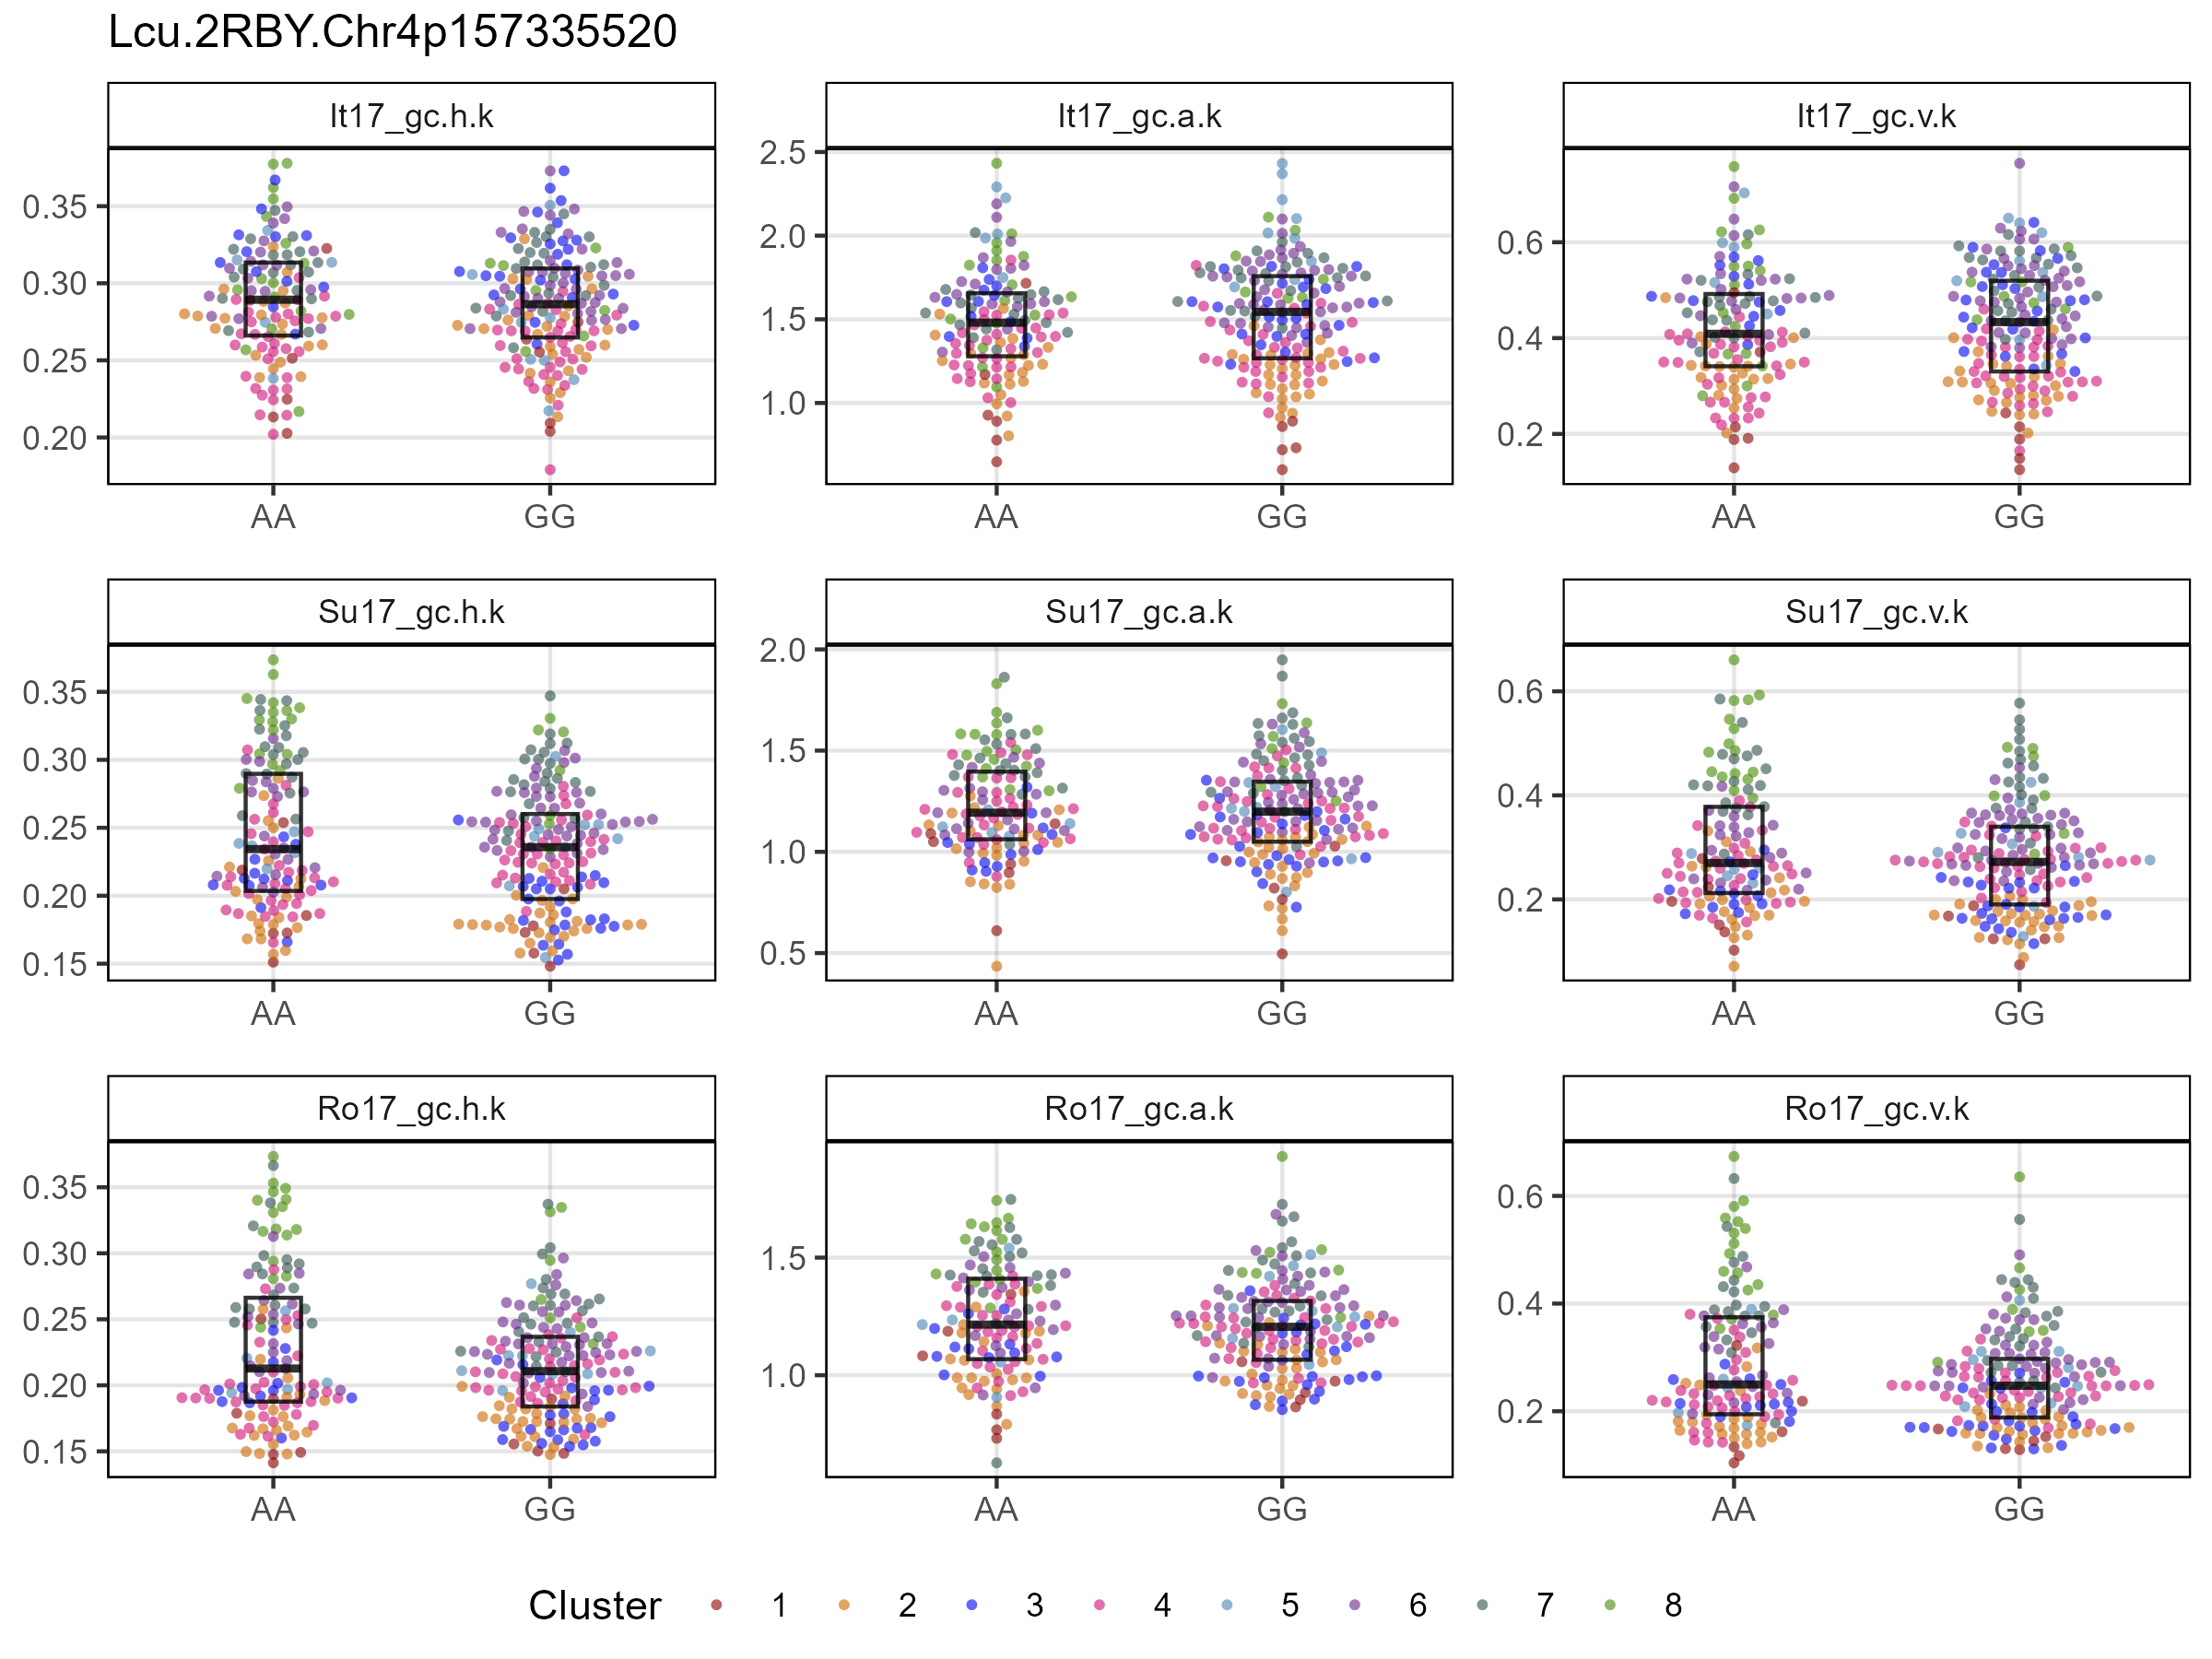 Lcu.2RBY.Chr4p157335520
It17_gc.h.k
It17_gc.a.k
It17_gc.v.k
0.35
0.30
0.25
0.20
2.5
2.0
1.5
1.0
0.6
0.4
0.2
AA GG
AA GG
AA GG
Su17_gc.h.k
Su17_gc.a.k
Su17_gc.v.k
0.35
0.30
0.25
0.20
0.15
2.0
1.5
1.0
0.5
0.6
0.4
0.2
AA GG
AA GG
AA GG
Ro17_gc.h.k
Ro17_gc.a.k
Ro17_gc.v.k
0.35
0.30
0.25
0.20
0.15
1.5
1.0
0.6
0.4
0.2
AA GG
AA GG
AA GG
Cluster 1 2 3 4 5 6 7 8